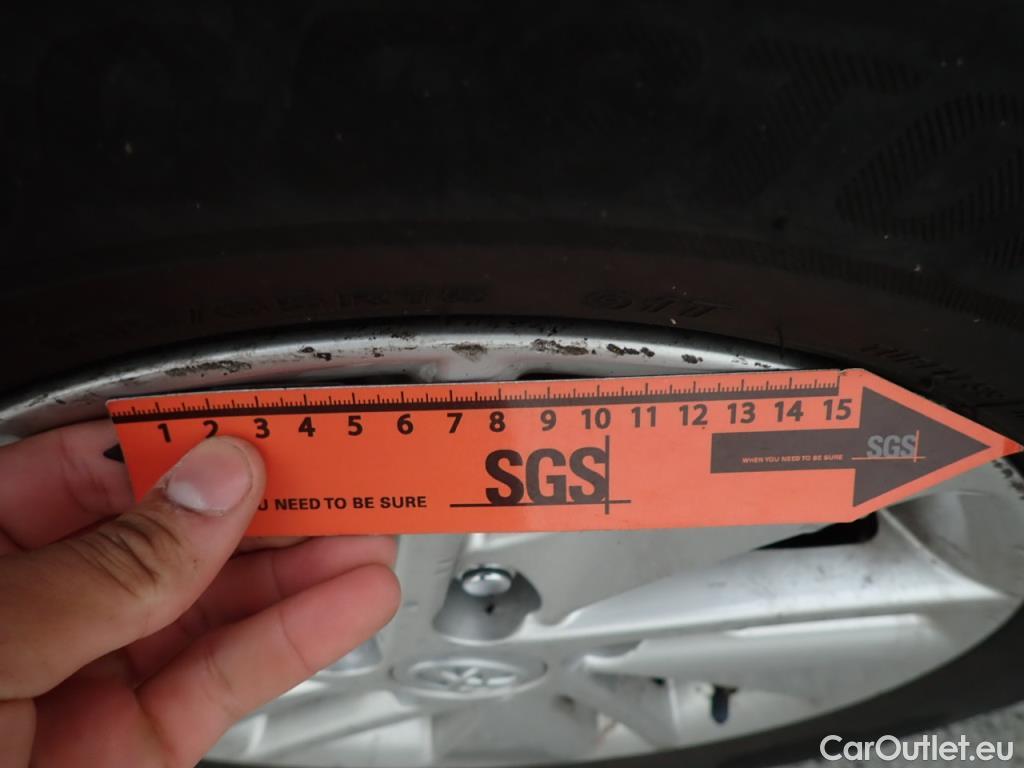 91T
1 2 3 4 5 6 7 8 9 10 11 12 13 14 15
SGS
WHEN YOU NEED TO BE SURE
SGS
U NEED TO BE SURE
CarOutlet.eu